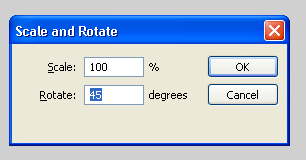 Scale and Rotate
Scale: 100 % OK
Rotate: 45 degrees Cancel